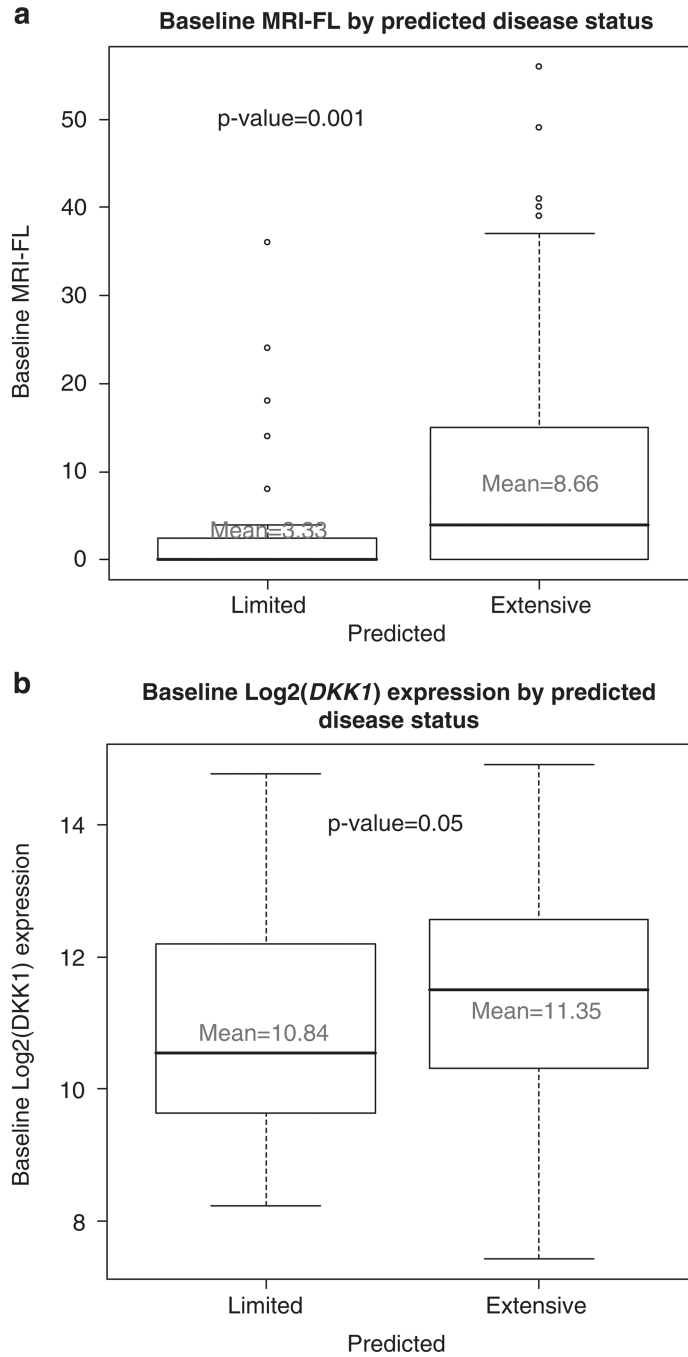 a
Baseline MRI-FL by predicted disease status
p-value=0.001
50
40
30
20
10
0
Baseline MRI-FL
Mean=3.33
Mean=8.66
Limited
Extensive
Predicted
b
Baseline Log2(DKK1) expression by predicted
disease status
p-value=0.05
14
12
10
8
Baseline Log2(DKK1) expression
Mean=10.84
Mean=11.35
Limited
Extensive
Predicted